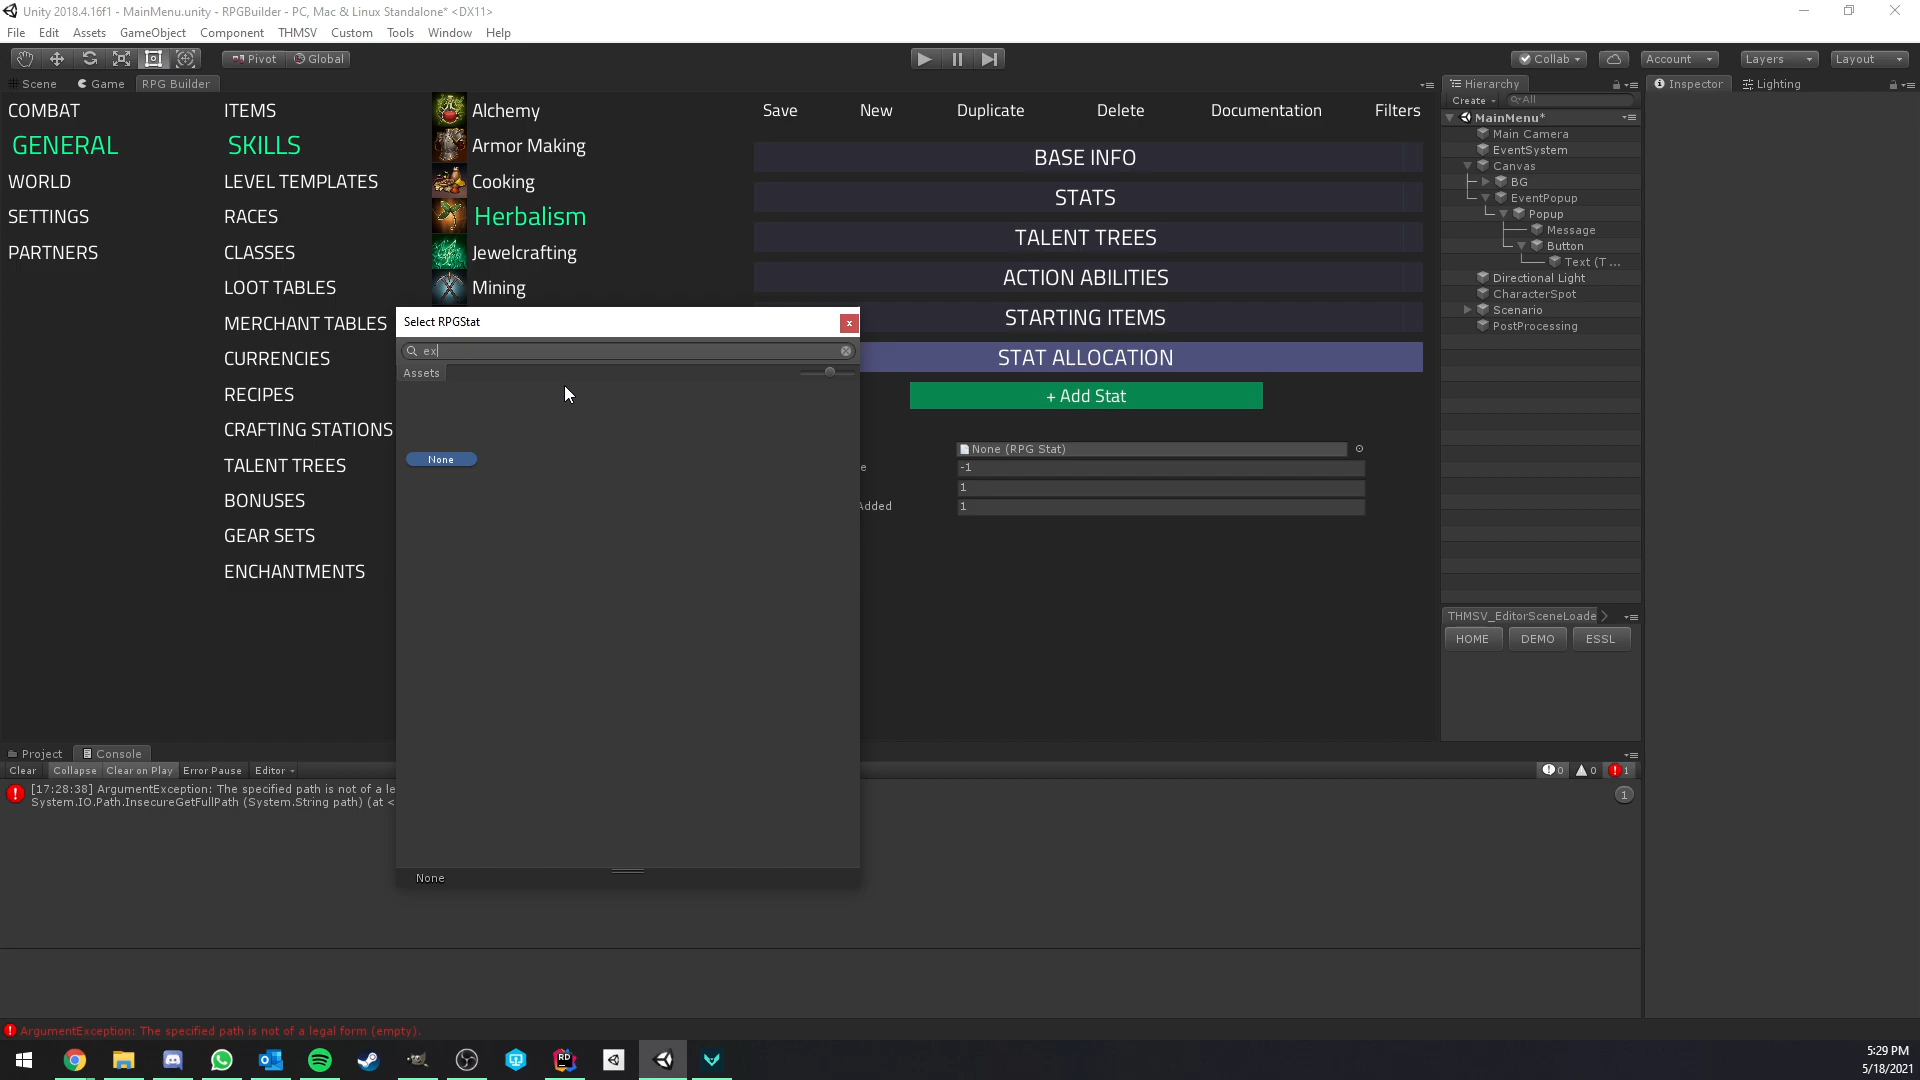 Unity 2018.4.16f1 - MainMenu.unity - RPGBuilder - PC, Mac & Linux Standalone* <DX11>
File Edit Assets GameObject Component THMSV Custom Tools Window Help
Pivot Global
Collab Account Layers Layout
Scene Game RPG Builder
Hierarchy
Inspector Lighting
COMBAT
GENERAL
WORLD
SETTINGS
PARTNERS
ITEMS
SKILLS
LEVEL TEMPLATES
RACES
CLASSES
LOOT TABLES
MERCHANT TABLES
CURRENCIES
RECIPES
CRAFTING STATIONS
TALENT TREES
BONUSES
GEAR SETS
ENCHANTMENTS
Alchemy
Armor Making
Cooking
Herbalism
Jewelcrafting
Mining
Save New Duplicate Delete Documentation Filters
BASE INFO
STATS
TALENT TREES
ACTION ABILITIES
STARTING ITEMS
STAT ALLOCATION
+ Add Stat
None (RPG Stat)
e -1
1
Added 1
Select RPGStat
x
ex
Assets
None
None
Create All
MainMenu*
Main Camera
EventSystem
Canvas
BG
EventPopup
Popup
Message
Button
Text (T ...
Directional Light
CharacterSpot
Scenario
PostProcessing
THMSV_EditorSceneLoade
HOME DEMO ESSL
Project Console
Clear Collapse Clear on Play Error Pause Editor
0 0 1
[17:28:38] ArgumentException: The specified path is not of a le
System.IO.Path.InsecureGetFullPath (System.String path) (at <
1
ArgumentException: The specified path is not of a legal form (empty).
RD
5:29 PM
5/18/2021